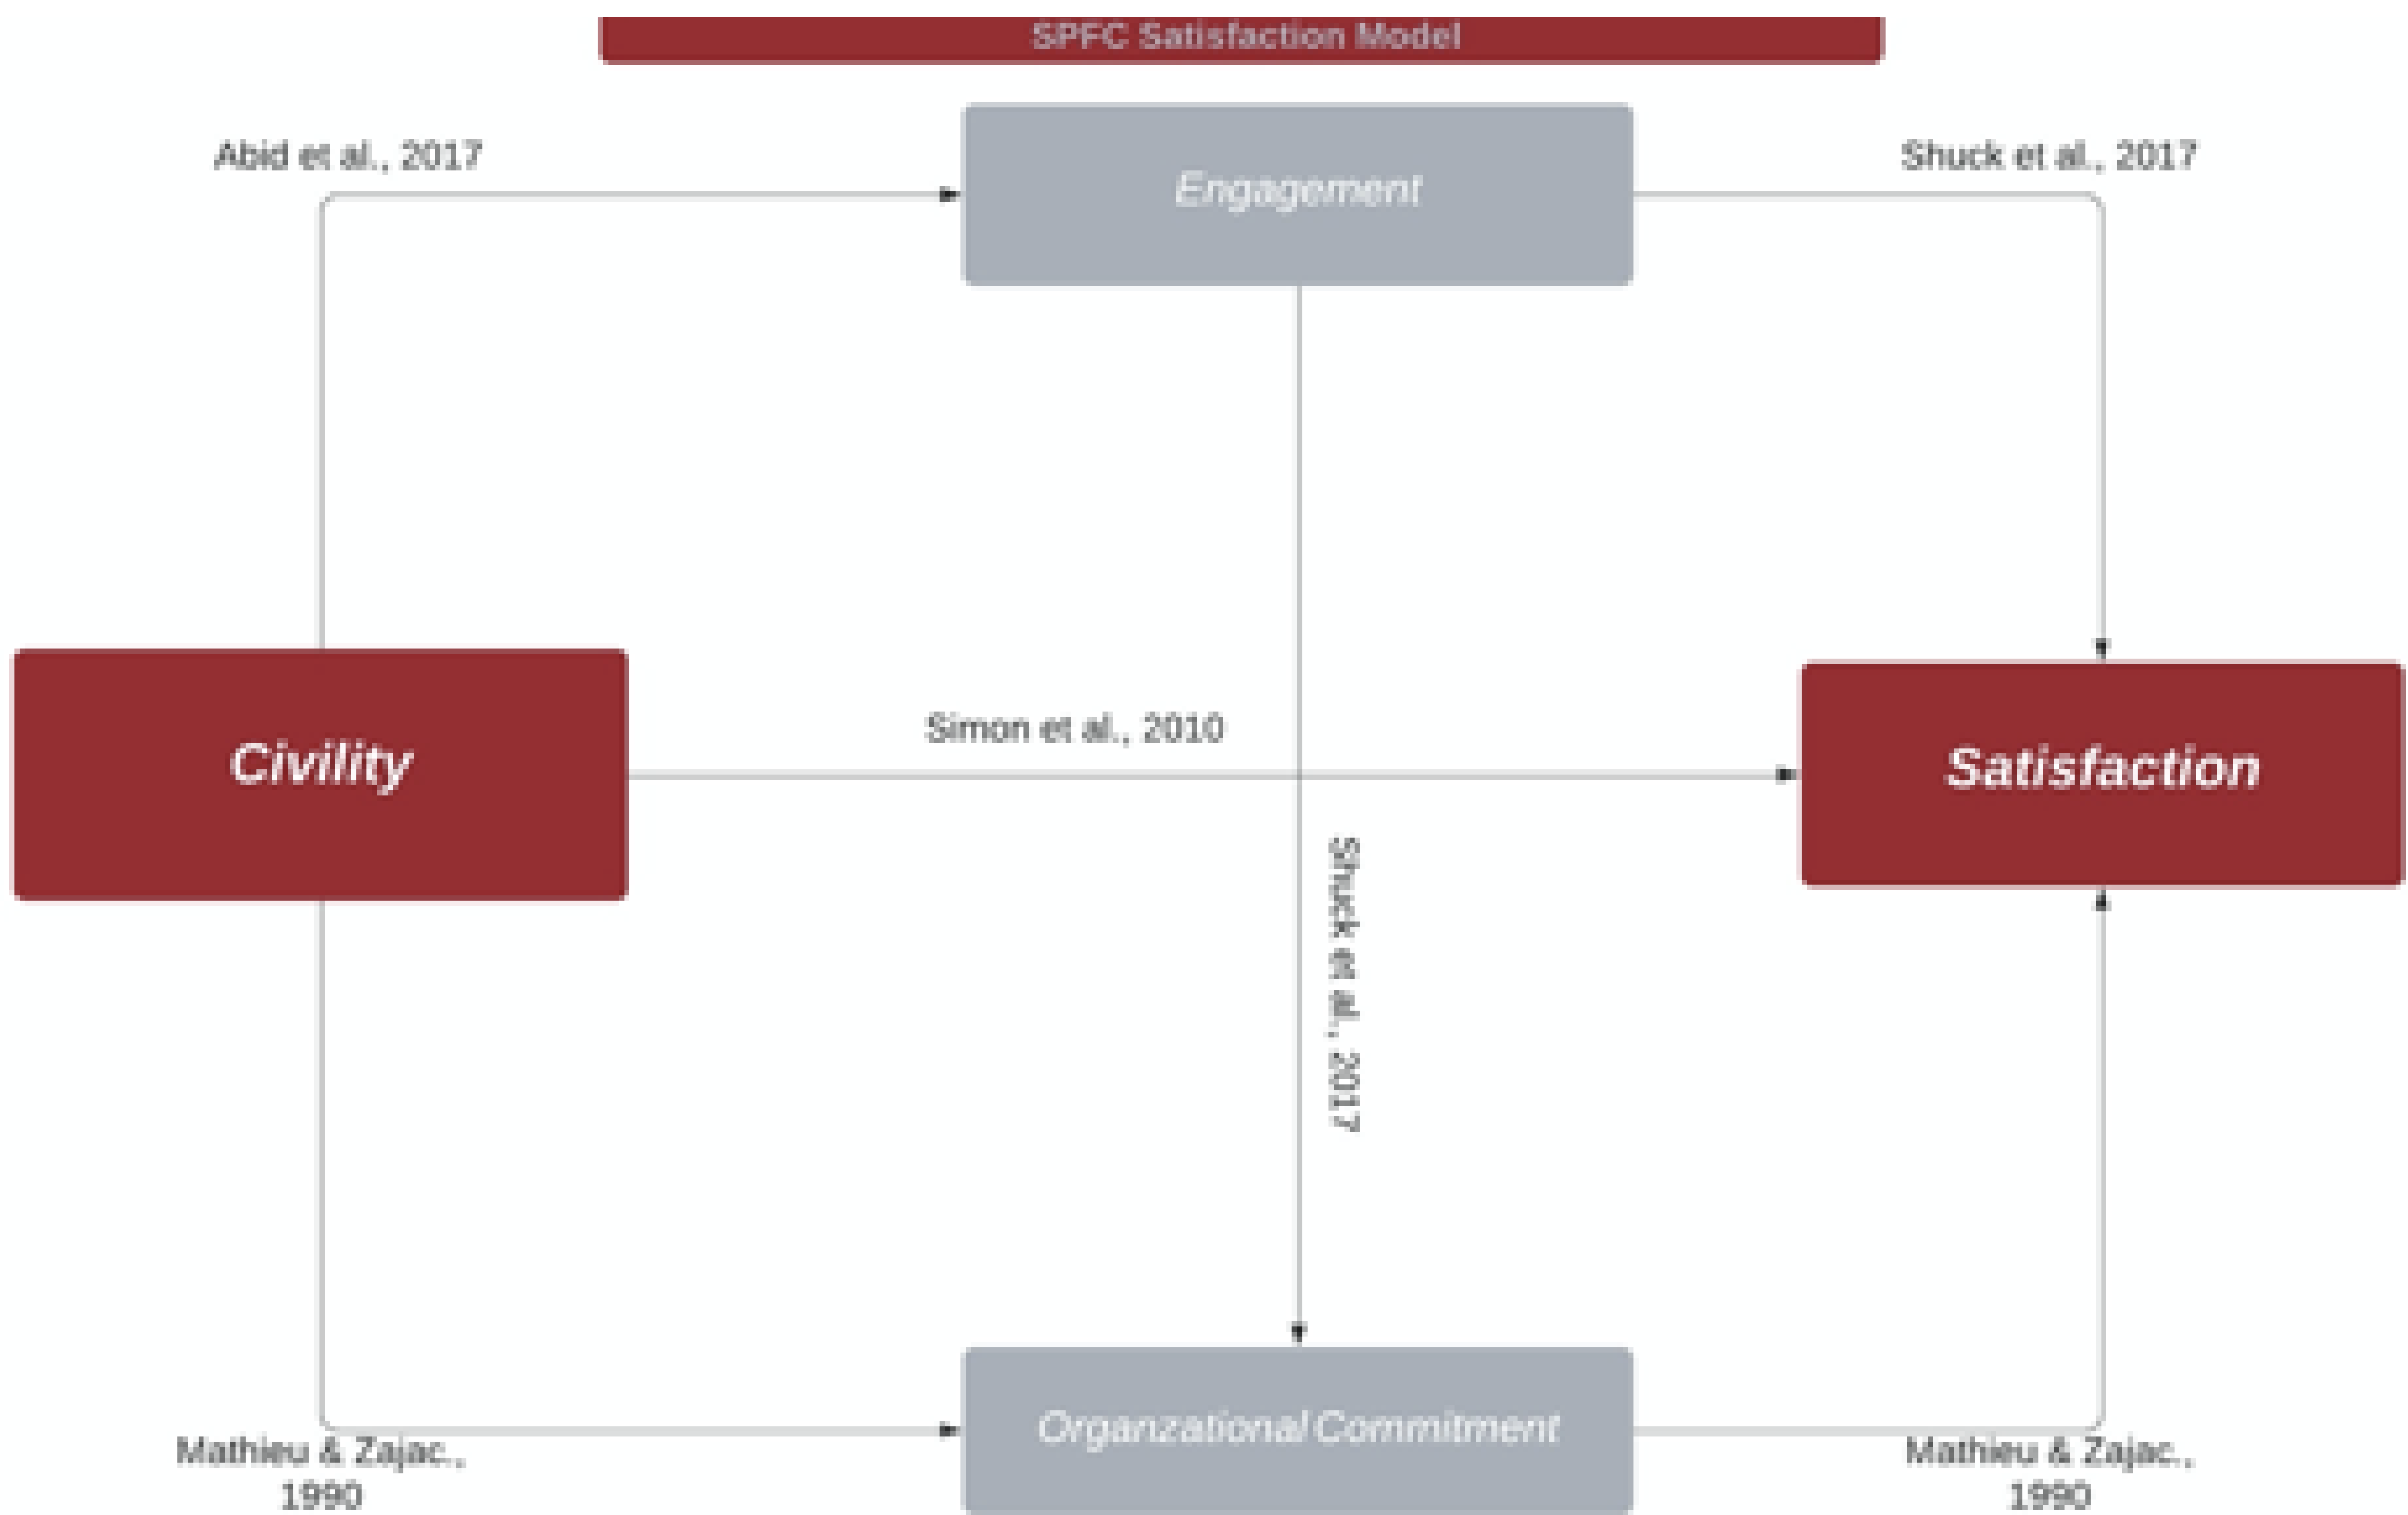 SPFC Satisfaction Model
Abid et al., 2017
Engagement
Shuck et al., 2017
Civility
Simon et al., 2010
Satisfaction
Shuck et al., 2017
Organzational Commitment
Mathieu & Zajac.,
1990
Mathieu & Zajac.,
1990